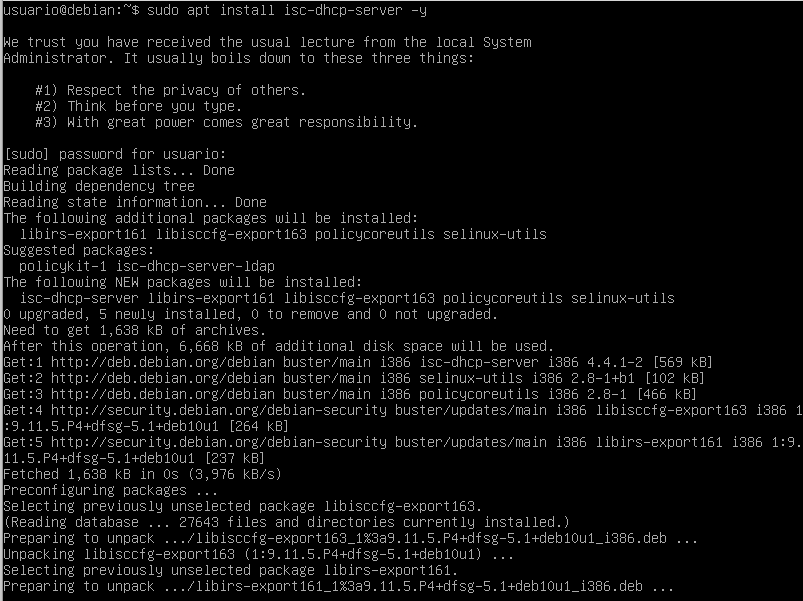 usuario@debian:~$ sudo apt install isc-dhcp-server -y
We trust you have received the usual lecture from the local System
Administrator. It usually boils down to these three things:
#1) Respect the privacy of others.
#2) Think before you type.
#3) With great power comes great responsibility.
[sudo] password for usuario:
Reading package lists... Done
Building dependency tree
Reading state information... Done
The following additional packages will be installed:
libirs-export161 libisccfg-export163 policycoreutils selinux-utils
Suggested packages:
policykit-1 isc-dhcp-server-ldap
The following NEW packages will be installed:
isc-dhcp-server libirs-export161 libisccfg-export163 policycoreutils selinux-utils
0 upgraded, 5 newly installed, 0 to remove and 0 not upgraded.
Need to get 1,638 kB of archives.
After this operation, 6,668 kB of additional disk space will be used.
Get:1 http://deb.debian.org/debian buster/main i386 isc-dhcp-server i386 4.4.1-2 [569 kB]
Get:2 http://deb.debian.org/debian buster/main i386 selinux-utils i386 2.8-1+b1 [102 kB]
Get:3 http://deb.debian.org/debian buster/main i386 policycoreutils i386 2.8-1 [466 kB]
Get:4 http://security.debian.org/debian-security buster/updates/main i386 libisccfg-export163 i386 1
:9.11.5.P4+dfsg-5.1+deb10u1 [264 kB]
Get:5 http://security.debian.org/debian-security buster/updates/main i386 libirs-export161 i386 1:9.
11.5.P4+dfsg-5.1+deb10u1 [237 kB]
Fetched 1,638 kB in 0s (3,976 kB/s)
Preconfiguring packages ...
Selecting previously unselected package libisccfg-export163.
(Reading database ... 27643 files and directories currently installed.)
Preparing to unpack .../libisccfg-export163_1%3a9.11.5.P4+dfsg-5.1+deb10u1_i386.deb ...
Unpacking libisccfg-export163 (1:9.11.5.P4+dfsg-5.1+deb10u1) ...
Selecting previously unselected package libirs-export161.
Preparing to unpack .../libirs-export161_1%3a9.11.5.P4+dfsg-5.1+deb10u1_i386.deb ...